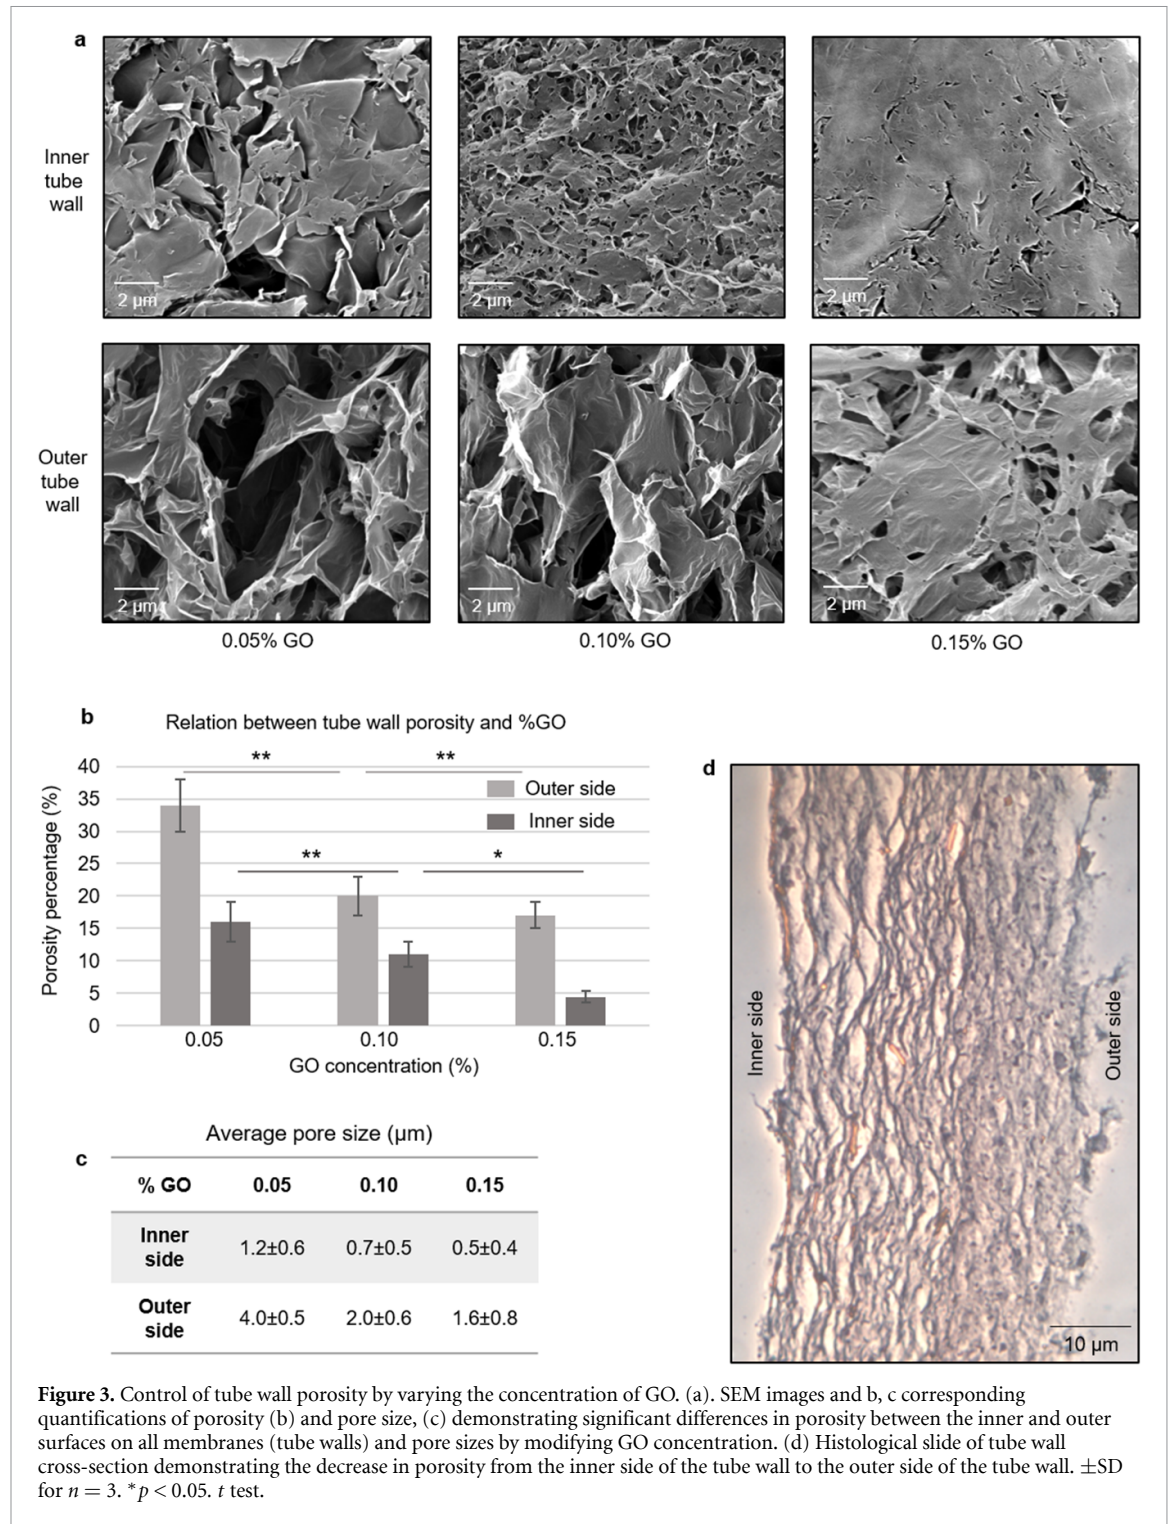 a
Inner
tube
wall
2 μm
2 μm
2 μm
Outer
tube
wall
2 μm
2 μm
2 μm
0.05% GO
0.10% GO
0.15% GO
b
Relation between tube wall porosity and %GO
Porosity percentage (%)
40
35
30
25
20
15
10
5
0
**
**
**
*
Outer side
Inner side
0.05
0.10
0.15
GO concentration (%)
c
Average pore size (μm)
% GO 0.05 0.10 0.15
Inner
side
1.2±0.6 0.7±0.5 0.5±0.4
Outer
side
4.0±0.5 2.0±0.6 1.6±0.8
d
Inner side
Outer side
10 μm
Figure 3. Control of tube wall porosity by varying the concentration of GO. (a). SEM images and b, c corresponding
quantifications of porosity (b) and pore size, (c) demonstrating significant differences in porosity between the inner and outer
surfaces on all membranes (tube walls) and pore sizes by modifying GO concentration. (d) Histological slide of tube wall
cross-section demonstrating the decrease in porosity from the inner side of the tube wall to the outer side of the tube wall. ±SD
for n = 3. *p < 0.05. t test.